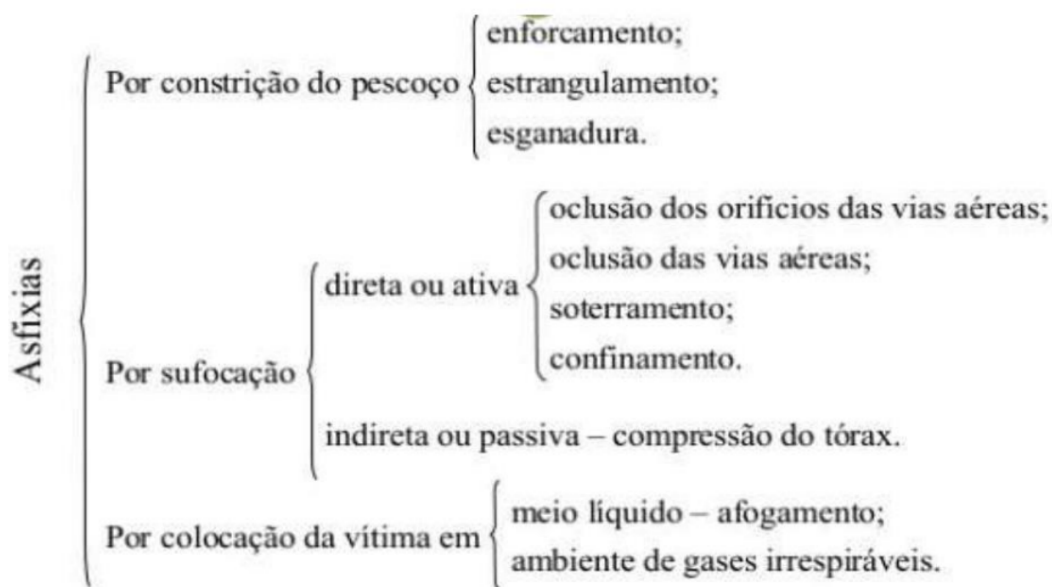 Asfixias
Por constrição do pescoço
enforcamento;
estrangulamento;
esganadura.
Por sufocação
direta ou ativa
oclusão dos orificios das vias aéreas;
oclusão das vias aéreas;
soterramento;
confinamento.
indireta ou passiva – compressão do tórax.
Por colocação da vítima em
meio líquido – afogamento;
ambiente de gases irrespiráveis.